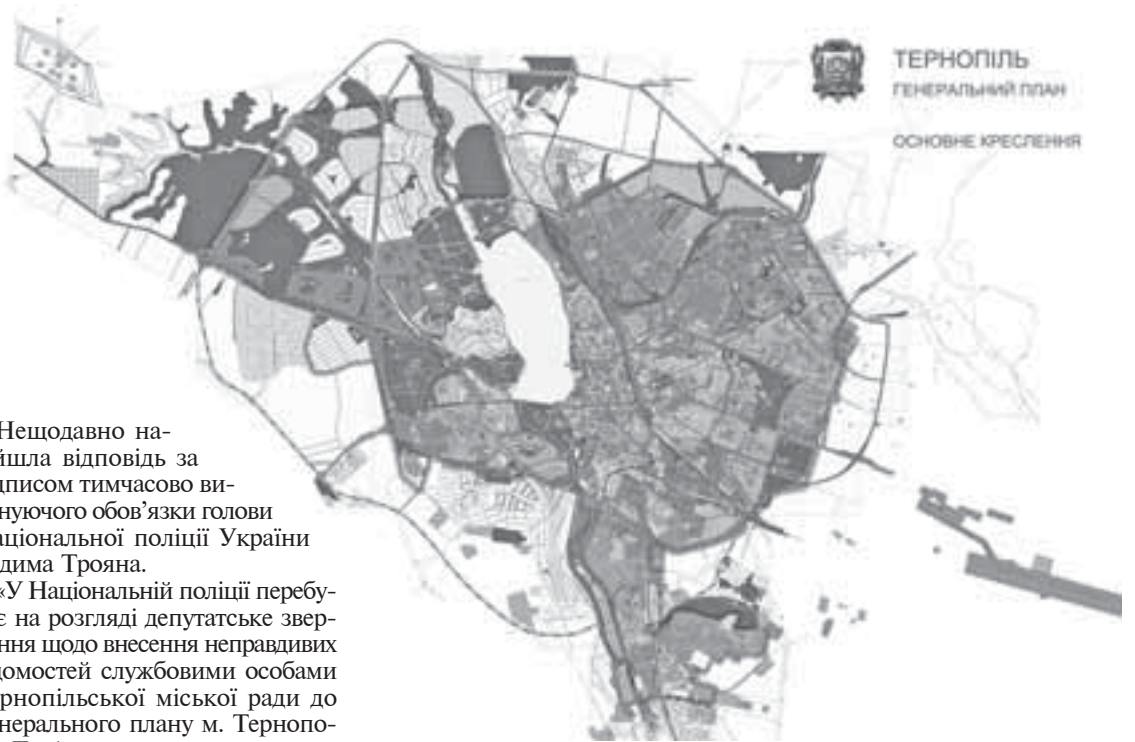 ТЕРНОПІЛЬ
ГЕНЕРАЛЬНИЙ ПЛАН
ОСНОВНЕ КРЕСЛЕННЯ
Нещодавно на-
йшла відповідь за
дписом тимчасово ви-
нуючого обов’язки голови
аціональної поліції України
дима Трояна.
«У Національній поліції перебу-
є на розгляді депутатське звер-
ння щодо внесення неправдивих
домостей службовими особами
рнопільської міської ради до
нерального плану м. Тернопо-